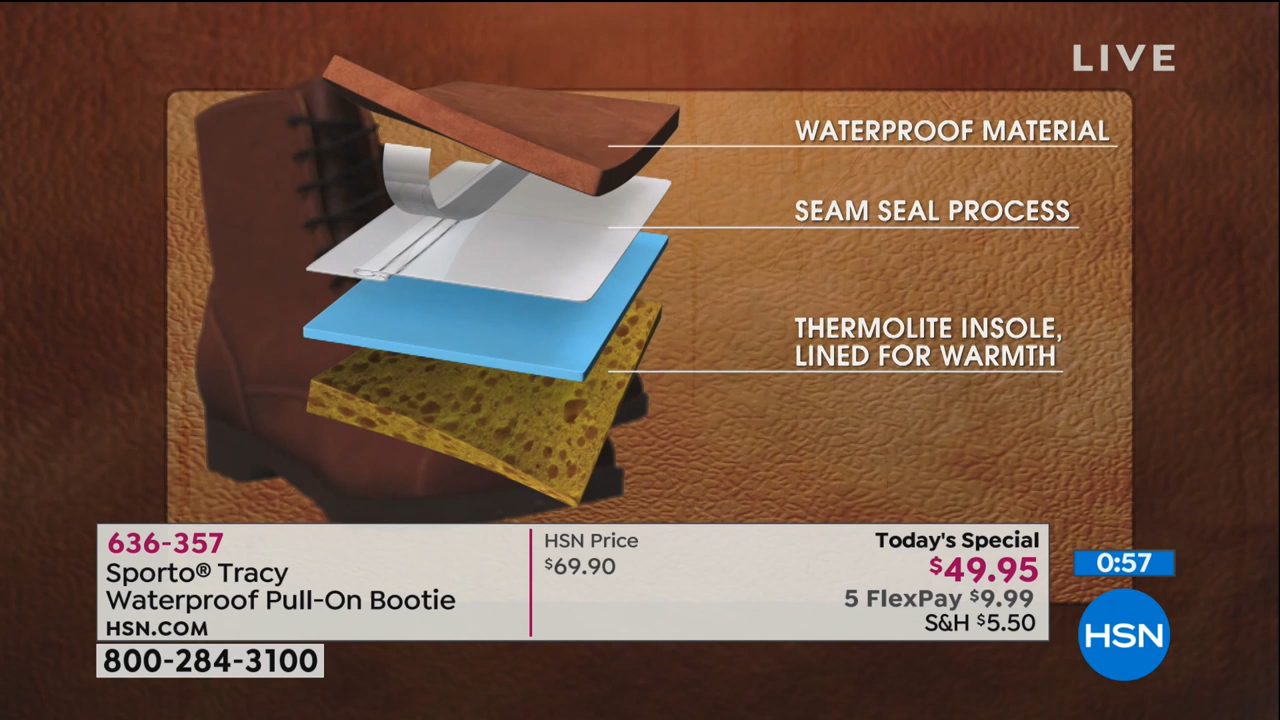 LIVE
WATERPROOF MATERIAL
SEAM SEAL PROCESS
THERMOLITE INSOLE,
LINED FOR WARMTH
636-357
Sporto® Tracy
Waterproof Pull-On Bootie
HSN.COM
800-284-3100
HSN Price
$69.90
Today's Special
$49.95
5 FlexPay $9.99
S&H $5.50
0:57
HSN